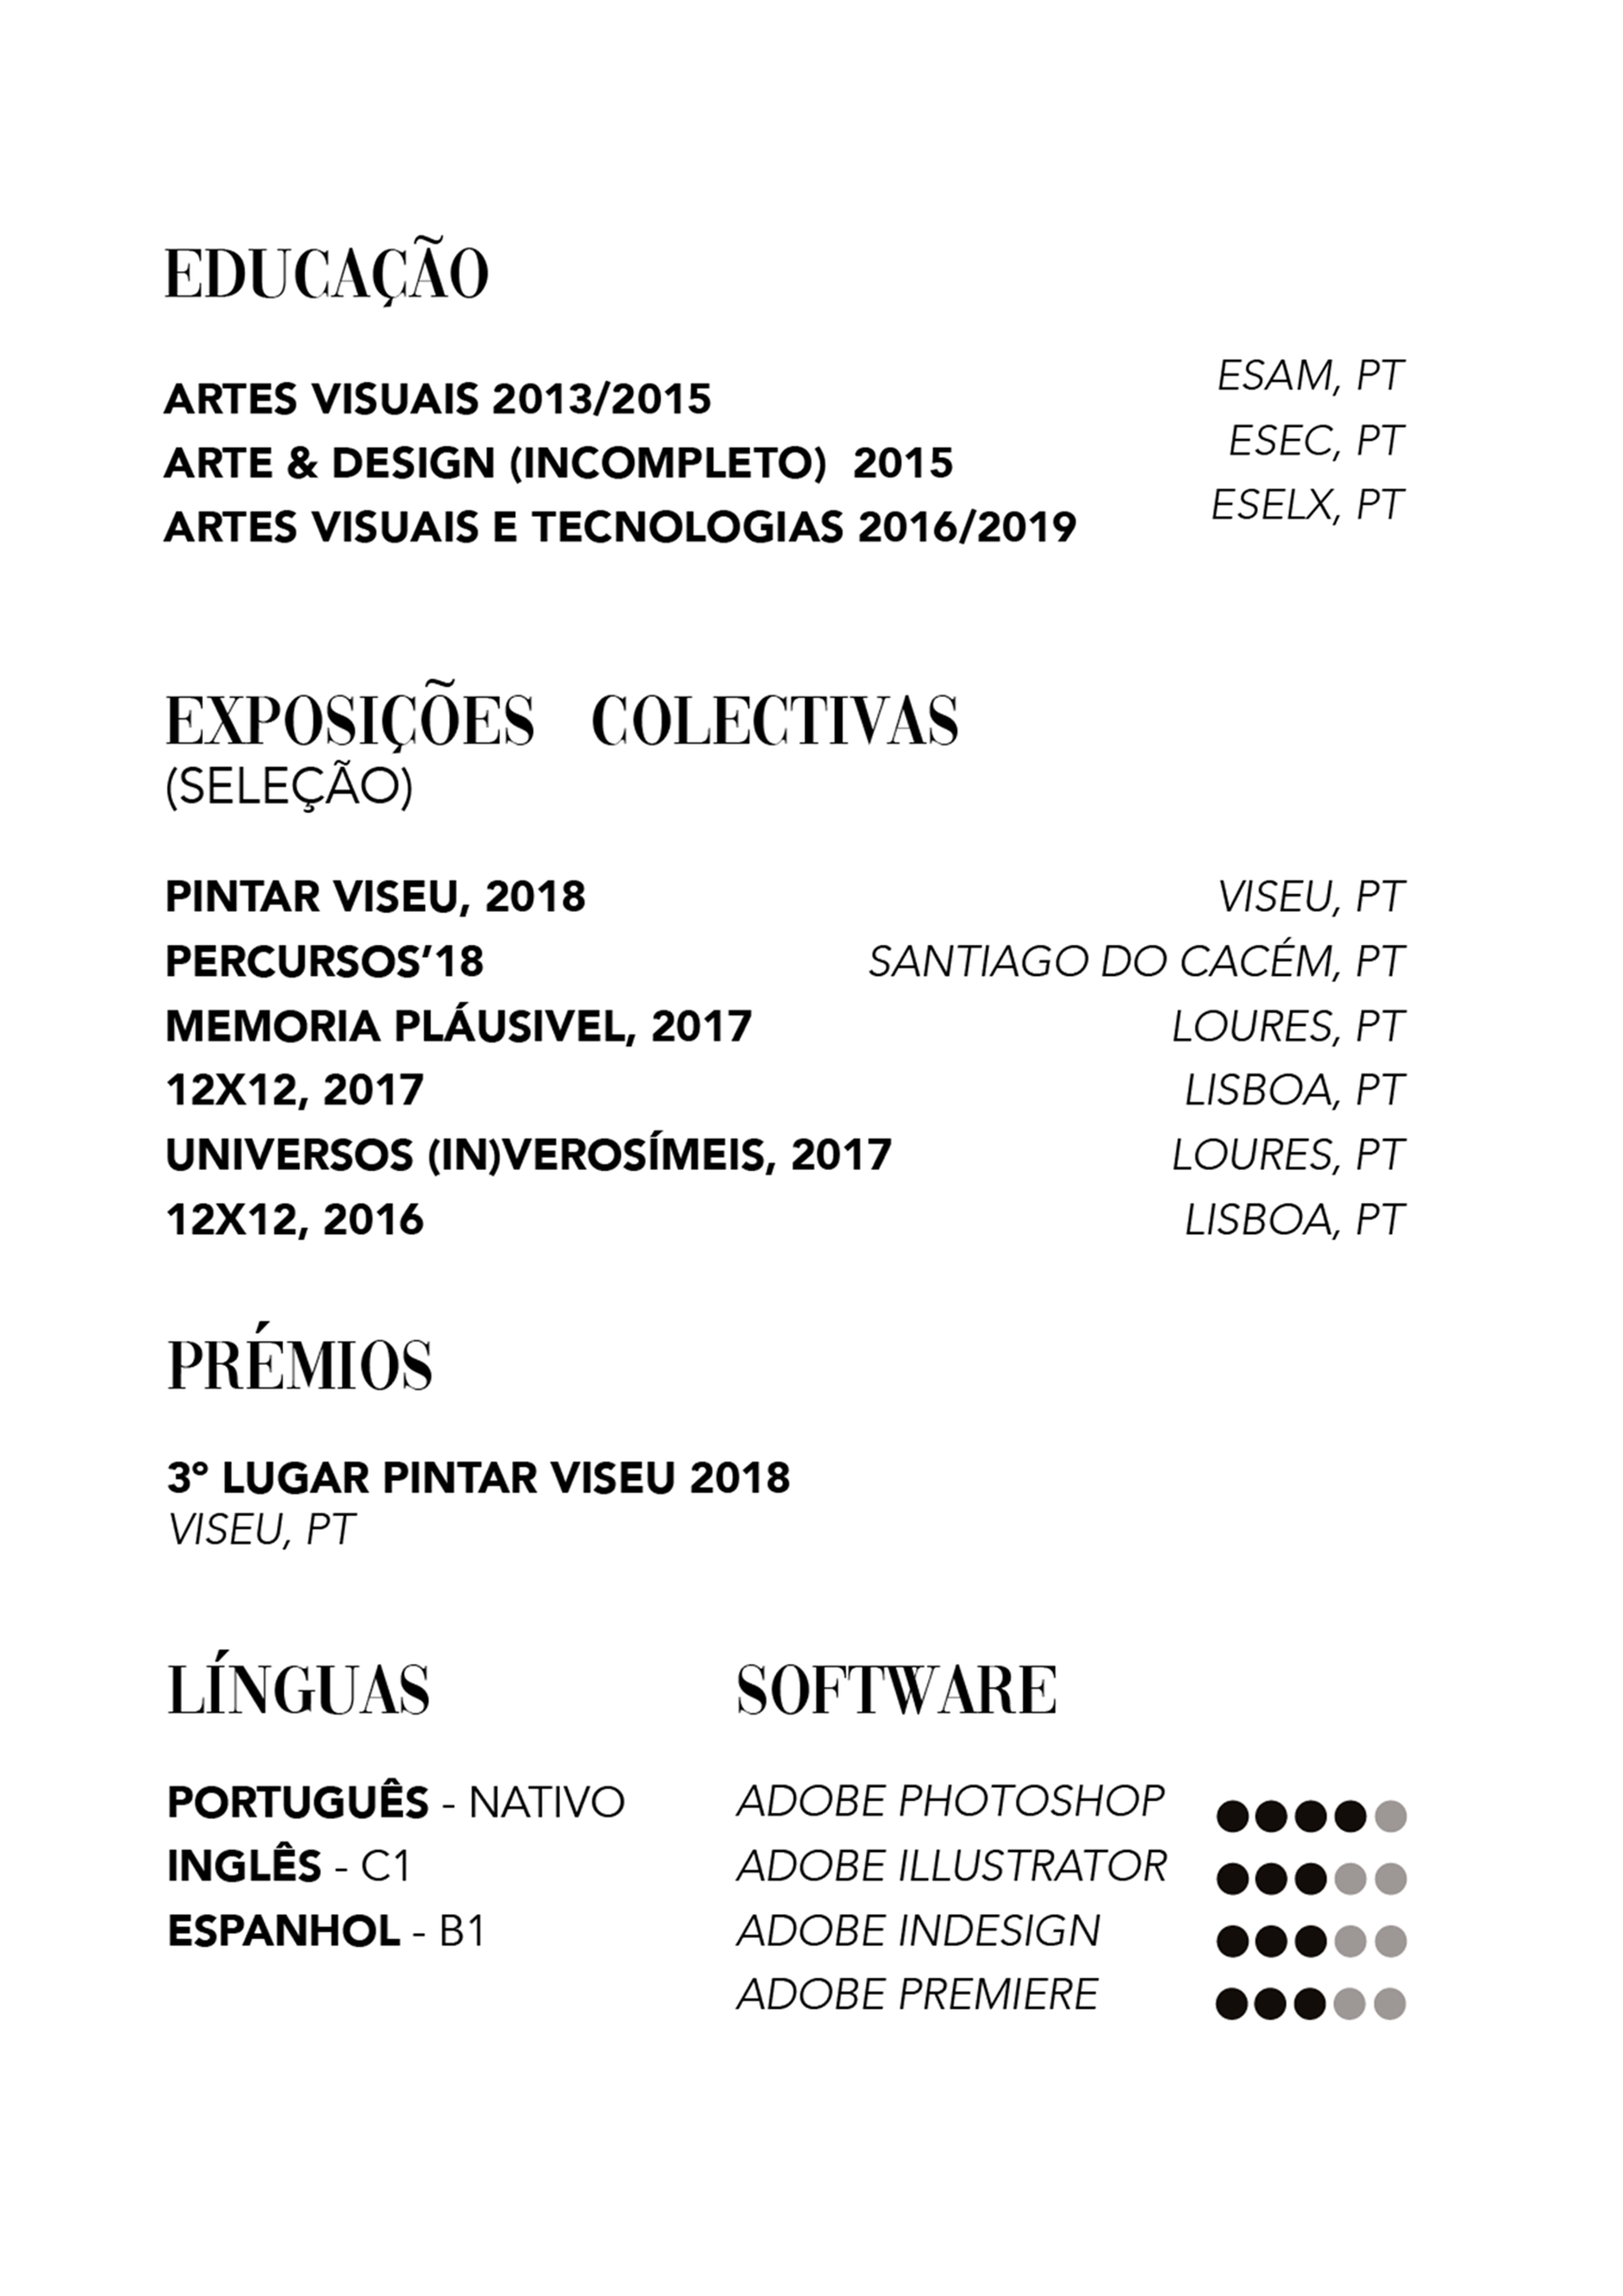 EDUCAÇÃO
ARTES VISUAIS 2013/2015 ESAM, PT
ARTE & DESIGN (INCOMPLETO) 2015 ESEC, PT
ARTES VISUAIS E TECNOLOGIAS 2016/2019 ESELX, PT
EXPOSIÇÕES COLECTIVAS
(SELEÇÃO)
PINTAR VISEU, 2018 VISEU, PT
PERCURSOS’18 SANTIAGO DO CACÉM, PT
MEMORIA PLÁUSIVEL, 2017 LOURES, PT
12X12, 2017 LISBOA, PT
UNIVERSOS (IN)VEROSÍMEIS, 2017 LOURES, PT
12X12, 2016 LISBOA, PT
PRÉMIOS
3º LUGAR PINTAR VISEU 2018
VISEU, PT
LÍNGUAS
PORTUGUÊS - NATIVO
INGLÊS - C1
ESPANHOL - B1
SOFTWARE
ADOBE PHOTOSHOP
ADOBE ILLUSTRATOR
ADOBE INDESIGN
ADOBE PREMIERE